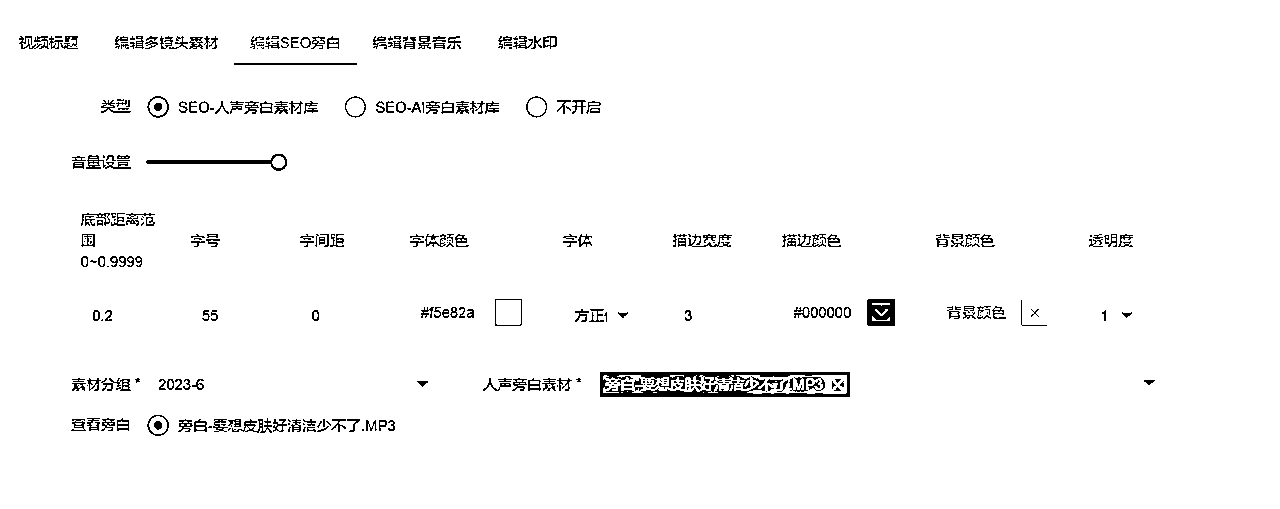 视频标题 编辑多镜头素材 编辑SEO旁白 编辑背景音乐 编辑水印
类型 SEO-人声旁白素材库 SEO-AI旁白素材库 不开启
音量设置
底部距离范围 0~0.9999 字号 字间距 字体颜色 字体 描边宽度 描边颜色 背景颜色 透明度
0.2 55 0 #f5e82a 方正 3 #000000 背景颜色 1
素材分组 * 2023-6 人声旁白素材 * 旁白-要想皮肤好清洁少不了.MP3
查看旁白 旁白-要想皮肤好清洁少不了.MP3